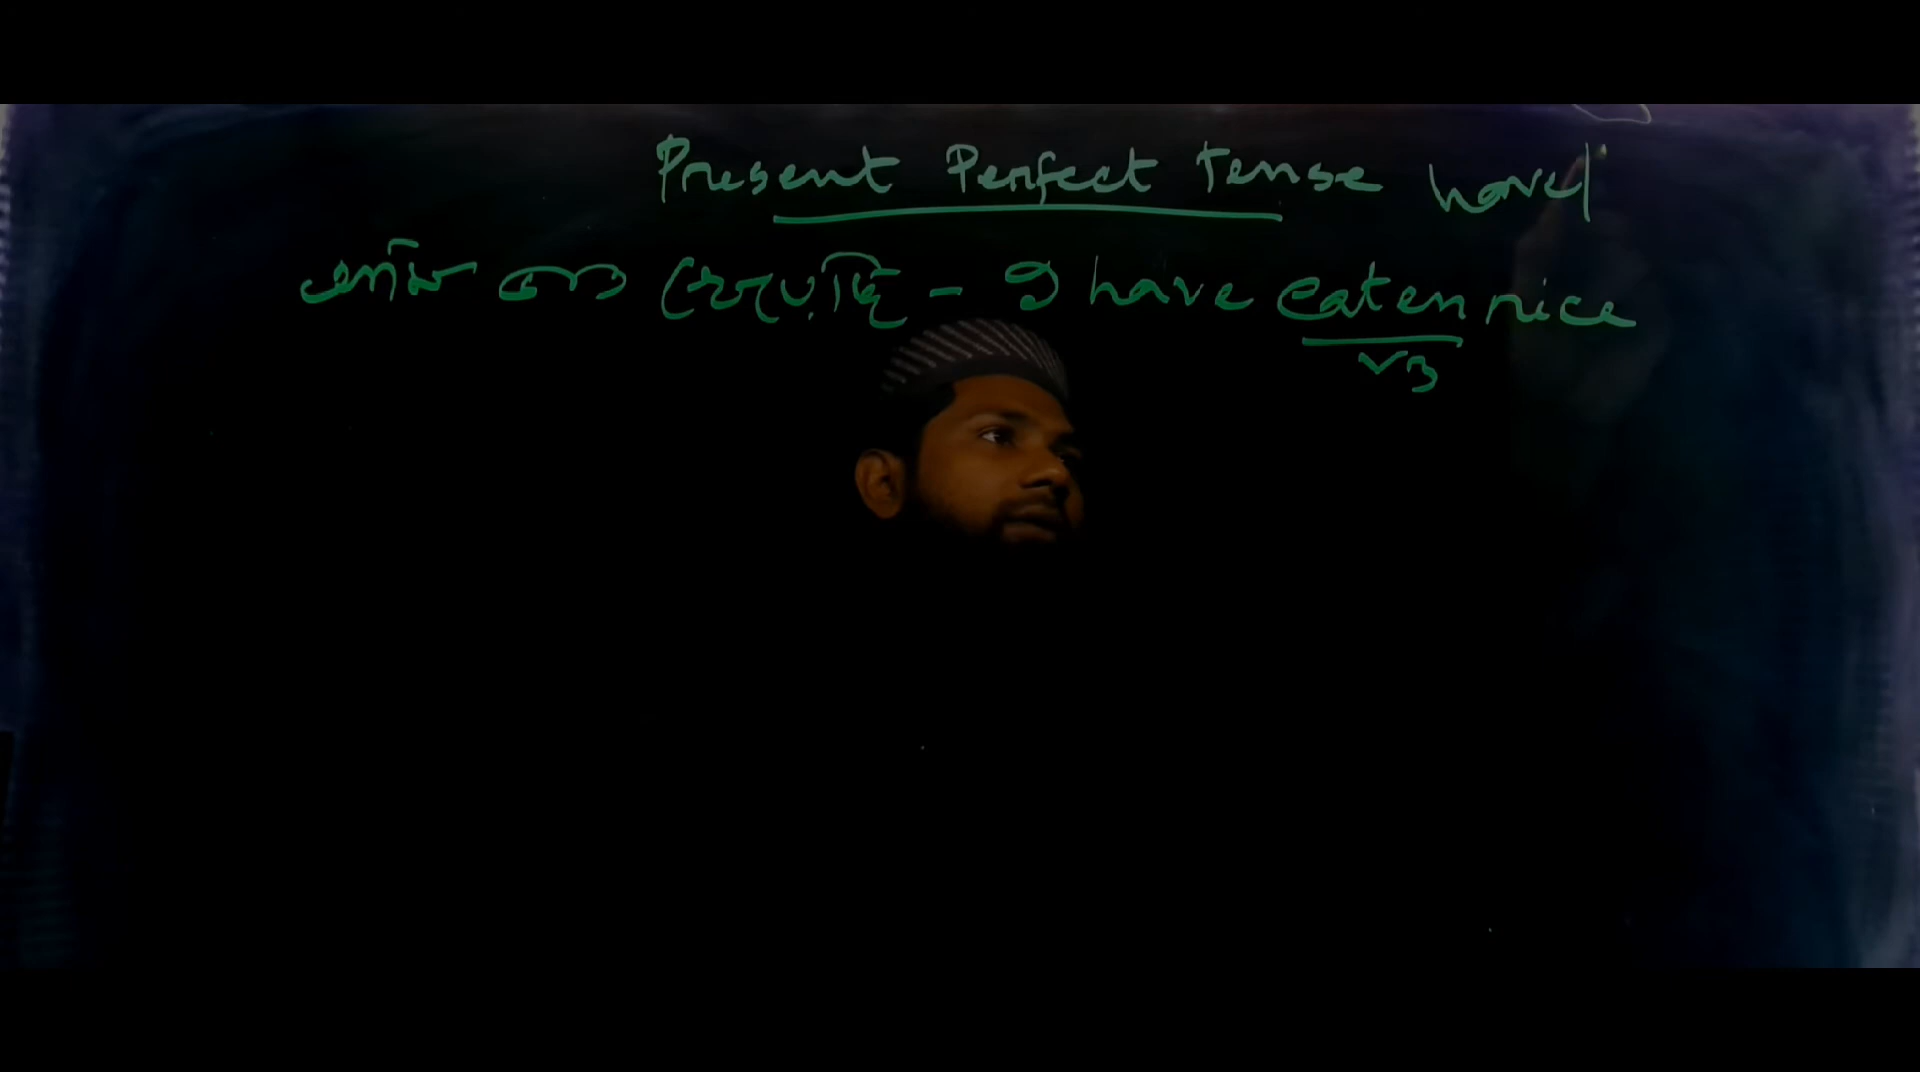 Present Perfect Tense have/
আমি ভাত খেয়েছি - I have eaten rice
V3